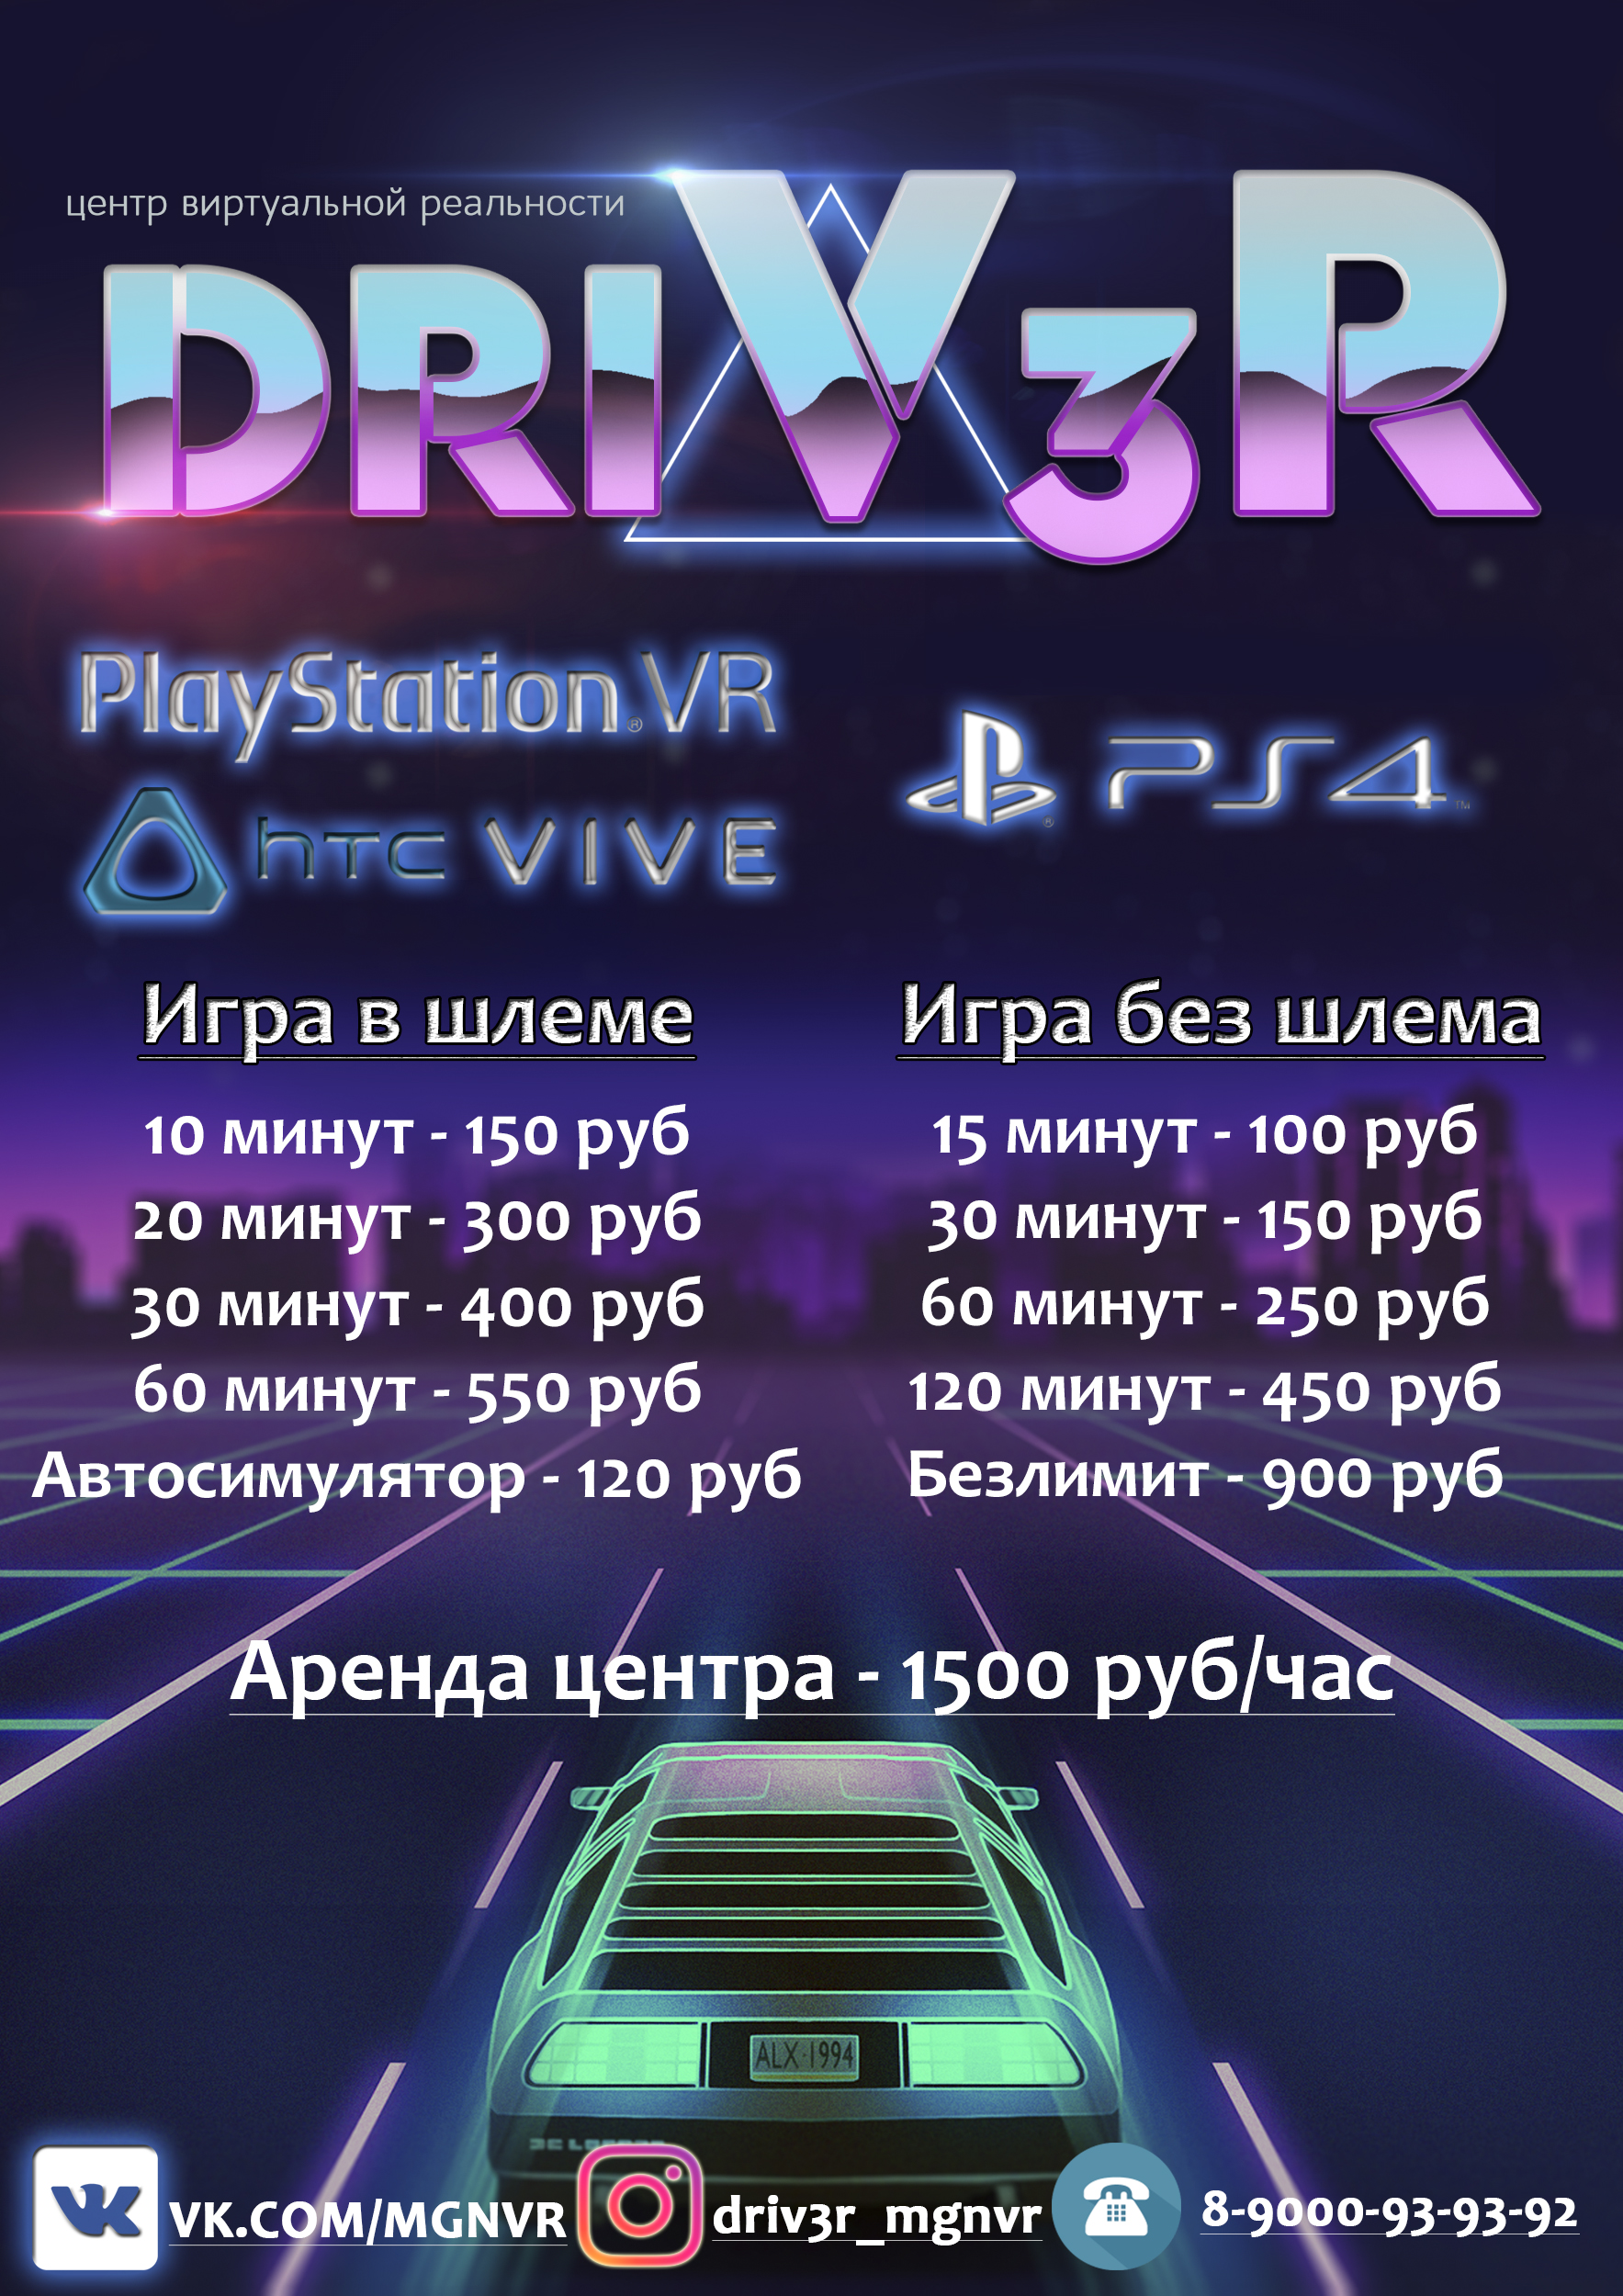 центр виртуальной реальности
DRIV3R
PlayStation®VR
htc VIVE
PS4™
Игра в шлеме
10 минут - 150 руб
20 минут - 300 руб
30 минут - 400 руб
60 минут - 550 руб
Автосимулятор - 120 руб
Игра без шлема
15 минут - 100 руб
30 минут - 150 руб
60 минут - 250 руб
120 минут - 450 руб
Безлимит - 900 руб
Аренда центра - 1500 руб/час
ALX-1994
VK.COM/MGNVR
driv3r_mgnvr
8-9000-93-93-92